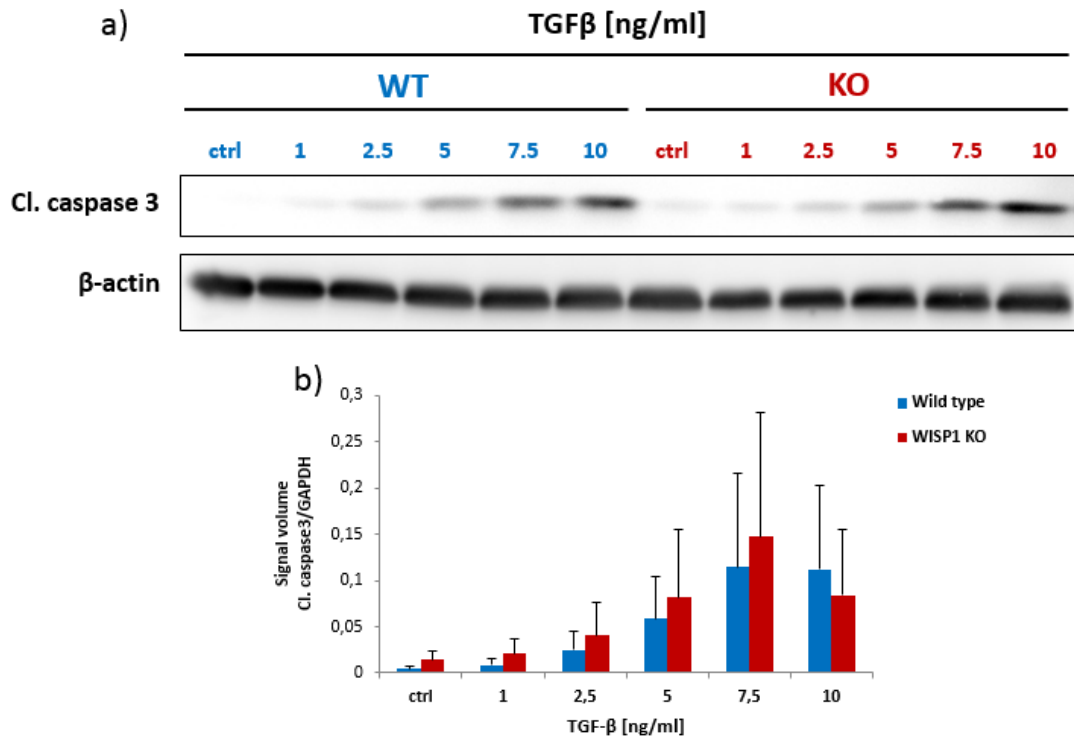 a)
TGFβ [ng/ml]
WT KO
ctrl 1 2.5 5 7.5 10 ctrl 1 2.5 5 7.5 10
Cl. caspase 3
β-actin
b)
0,3
0,25
0,2
0,15
0,1
0,05
0
Signal volume
Cl. caspase3/GAPDH
Wild type
WISP1 KO
ctrl 1 2,5 5 7,5 10
TGF-β [ng/ml]